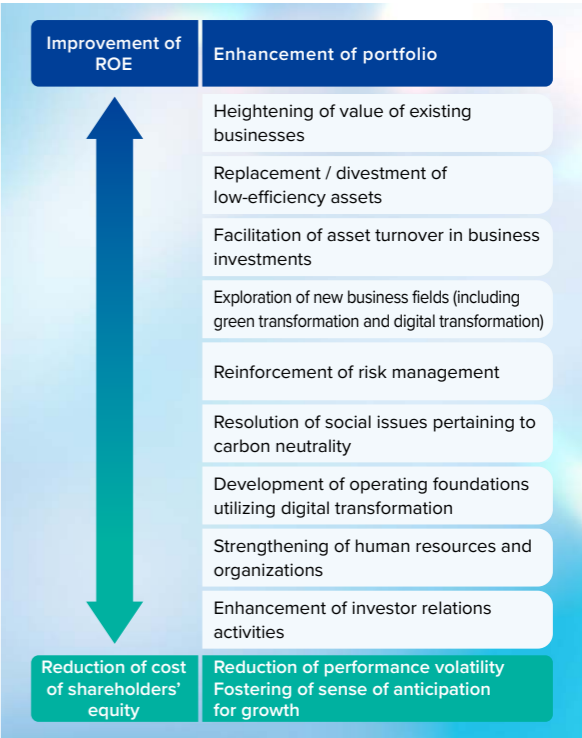 Improvement of
ROE
Enhancement of portfolio
Heightening of value of existing
businesses
Replacement / divestment of
low-efficiency assets
Facilitation of asset turnover in business
investments
Exploration of new business fields (including
green transformation and digital transformation)
Reinforcement of risk management
Resolution of social issues pertaining to
carbon neutrality
Development of operating foundations
utilizing digital transformation
Strengthening of human resources and
organizations
Enhancement of investor relations
activities
Reduction of cost
of shareholders'
equity
Reduction of performance volatility
Fostering of sense of anticipation
for growth